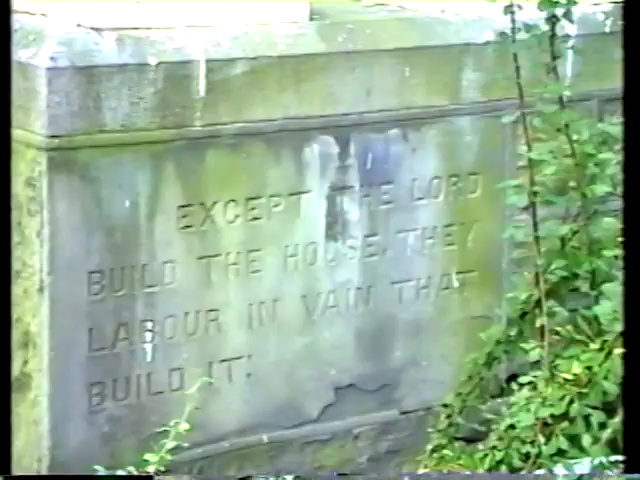 EXCEPT THE LORD
BUILD THE HOUSE, THEY
LABOUR IN VAIN THAT
BUILD IT!